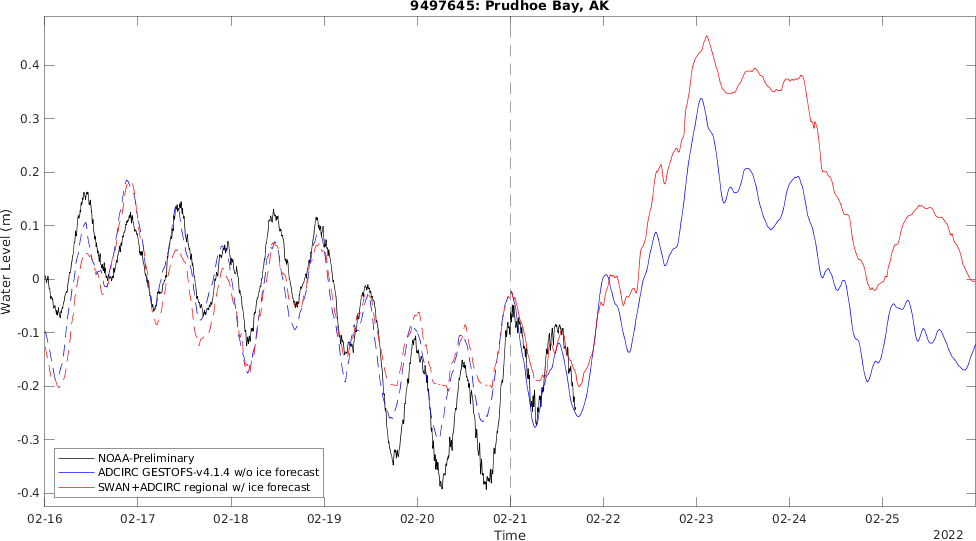 9497645: Prudhoe Bay, AK
Water Level (m)
0.4
0.3
0.2
0.1
0
-0.1
-0.2
-0.3
-0.4
NOAA-Preliminary
ADCIRC GESTOFS-v4.1.4 w/o ice forecast
SWAN+ADCIRC regional w/ ice forecast
02-16 02-17 02-18 02-19 02-20 02-21 02-22 02-23 02-24 02-25
Time
2022